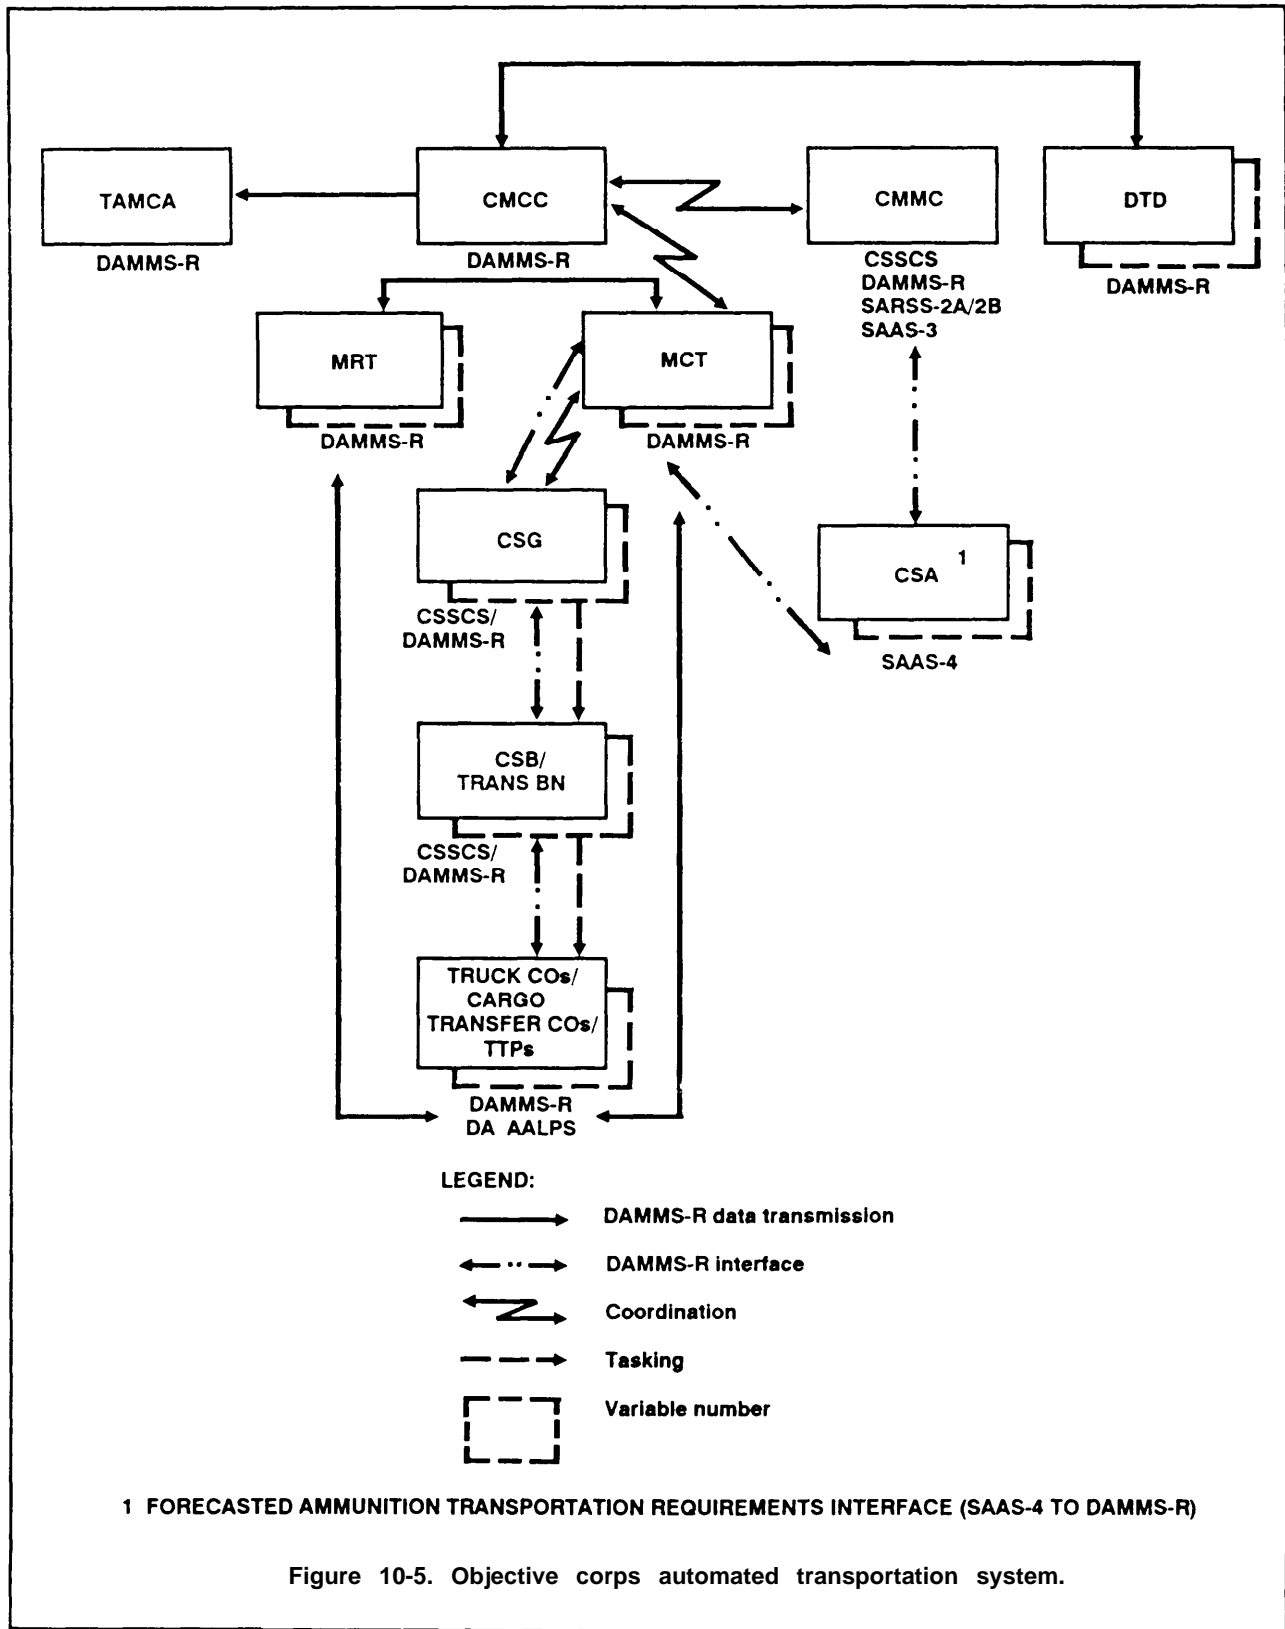 TAMCA
DAMMS-R
CMCC
DAMMS-R
CMMC
CSSCS
DAMMS-R
SARSS-2A/2B
SAAS-3
DTD
DAMMS-R
MRT
DAMMS-R
MCT
DAMMS-R
CSG
CSSCS/
DAMMS-R
CSA 1
SAAS-4
CSB/
TRANS BN
CSSCS/
DAMMS-R
TRUCK COs/
CARGO
TRANSFER COs/
TTPs
DAMMS-R
DA AALPS
LEGEND:
DAMMS-R data transmission
DAMMS-R interface
Coordination
Tasking
Variable number
1 FORECASTED AMMUNITION TRANSPORTATION REQUIREMENTS INTERFACE (SAAS-4 TO DAMMS-R)
Figure 10-5. Objective corps automated transportation system.